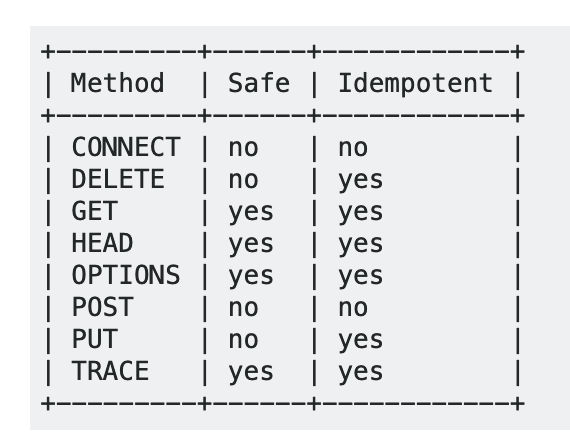 +---------+------+------------+
| Method  | Safe | Idempotent |
+---------+------+------------+
| CONNECT | no   | no         |
| DELETE  | no   | yes        |
| GET     | yes  | yes        |
| HEAD    | yes  | yes        |
| OPTIONS | yes  | yes        |
| POST    | no   | no         |
| PUT     | no   | yes        |
| TRACE   | yes  | yes        |
+---------+------+------------+